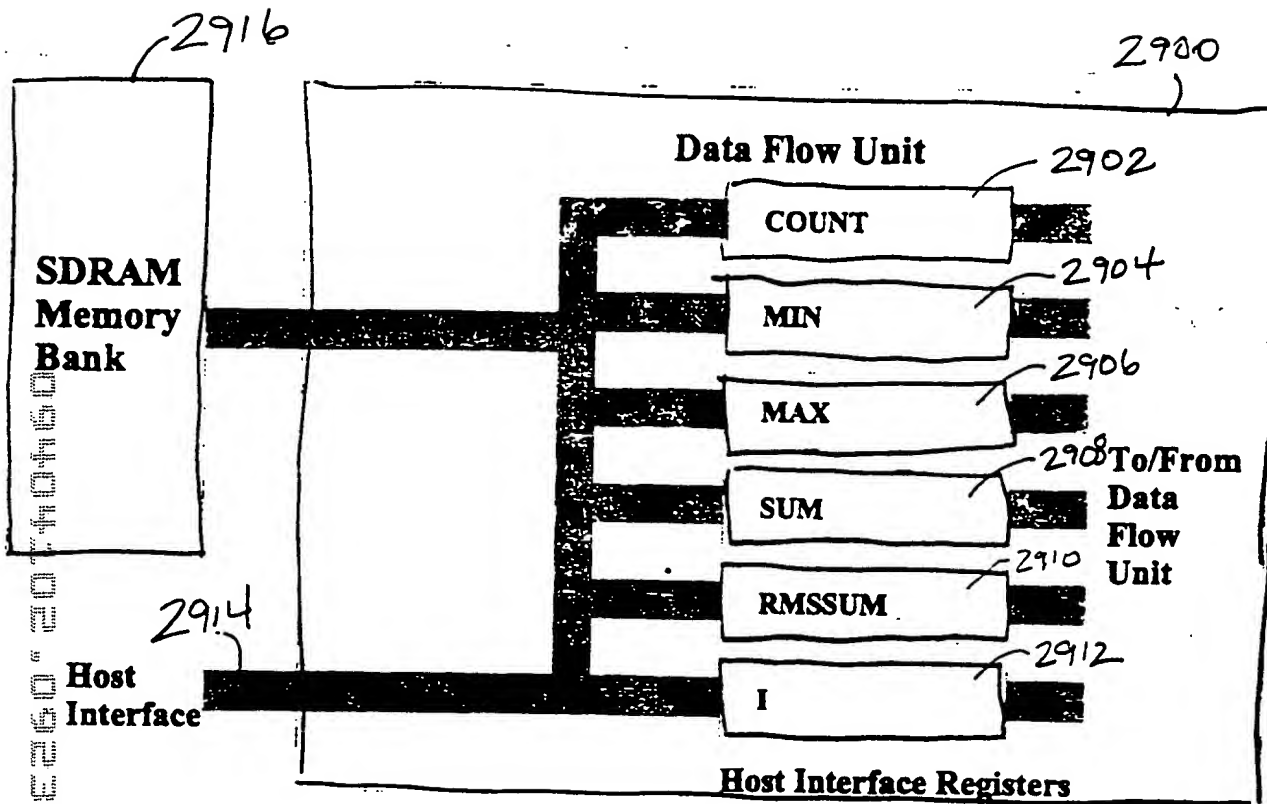 2916
2900
Data Flow Unit
2902
COUNT
2904
SDRAM
Memory
Bank
MIN
2906
MAX
2908
To/From
Data
Flow
Unit
SUM
2910
RMSSUM
2914
2912
Host
Interface
I
Host Interface Registers